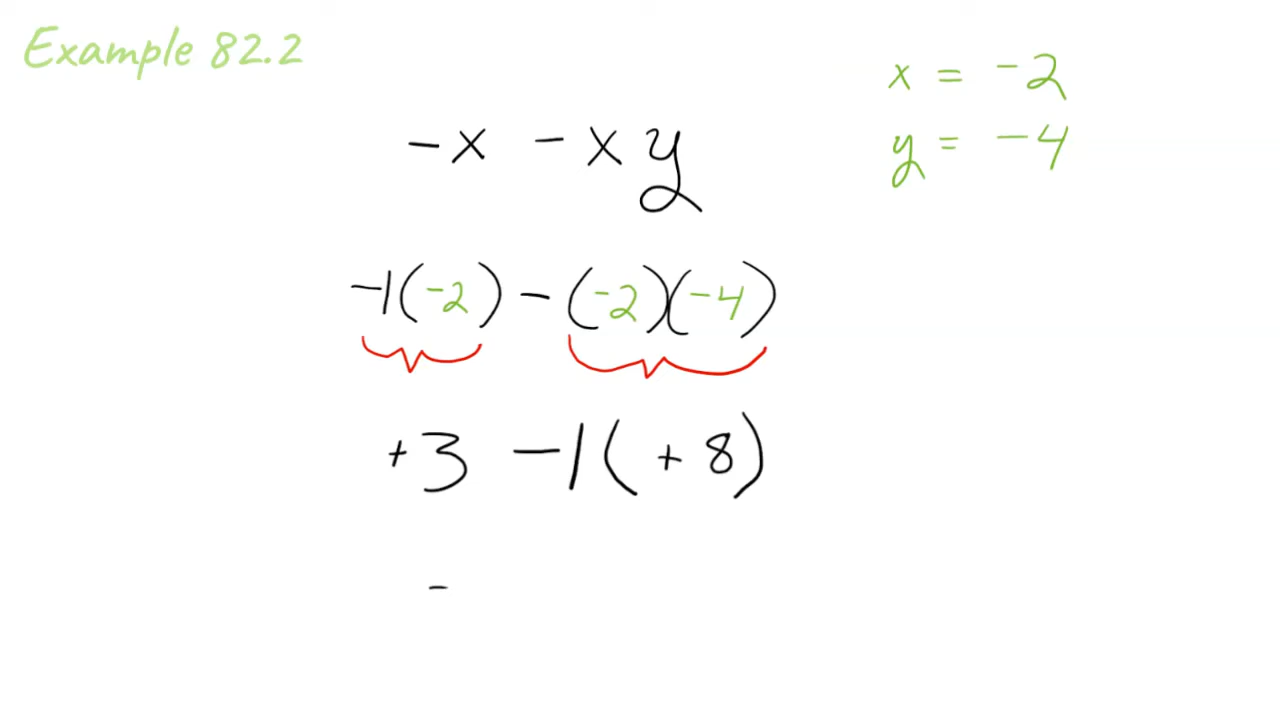 Example 82.2
x = -2
y = -4
-x - xy
-1(-2) - (-2)(-4)
+3 -1(+8)
-